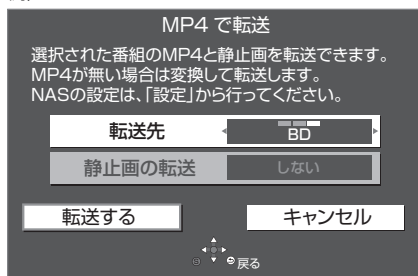 MP4 で転送
選択された番組のMP4と静止画を転送できます。
MP4が無い場合は変換して転送します。
NASの設定は、「設定」から行ってください。
転送先 BD
静止画の転送 しない
転送する キャンセル
戻る